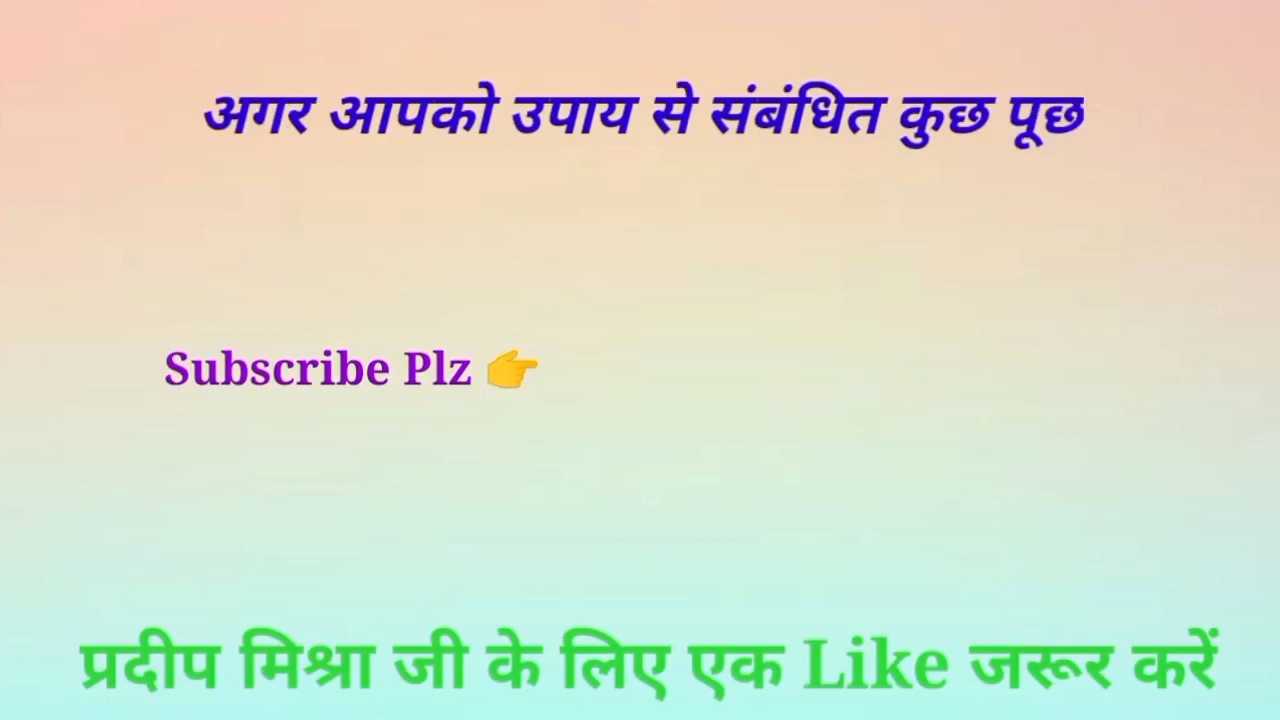 अगर आपको उपाय से संबंधित कुछ पूछ
Subscribe Plz 👉
प्रदीप मिश्रा जी के लिए एक Like जरूर करें